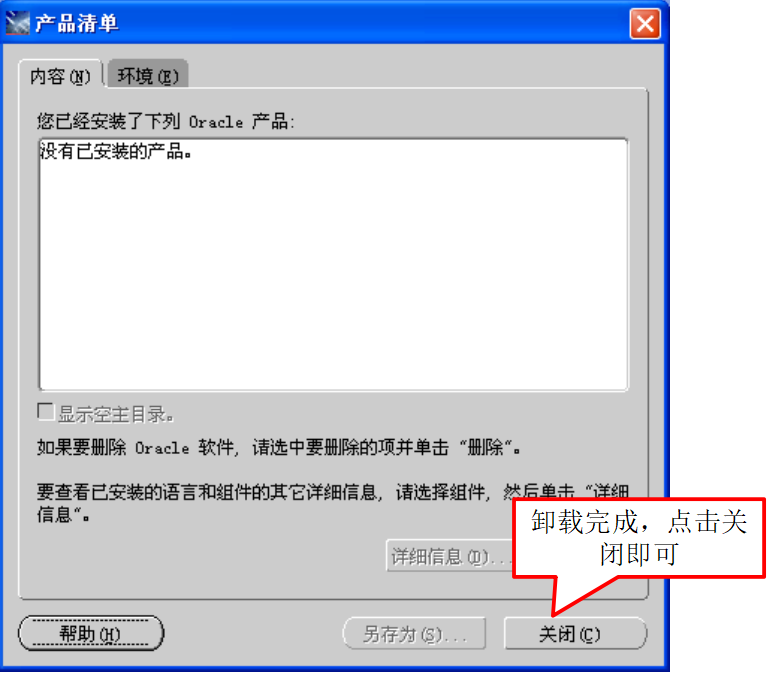 产品清单
内容(N)
环境(E)
您已经安装了下列 Oracle 产品:
没有已安装的产品。
显示空主目录。
如果要删除 Oracle 软件, 请选中要删除的项并单击 “删除“。
要查看已安装的语言和组件的其它详细信息, 请选择组件, 然后单击 “详细
信息“。
卸载完成，点击关
闭即可
详细信息(D)...
帮助(H)
另存为(S)...
关闭(C)